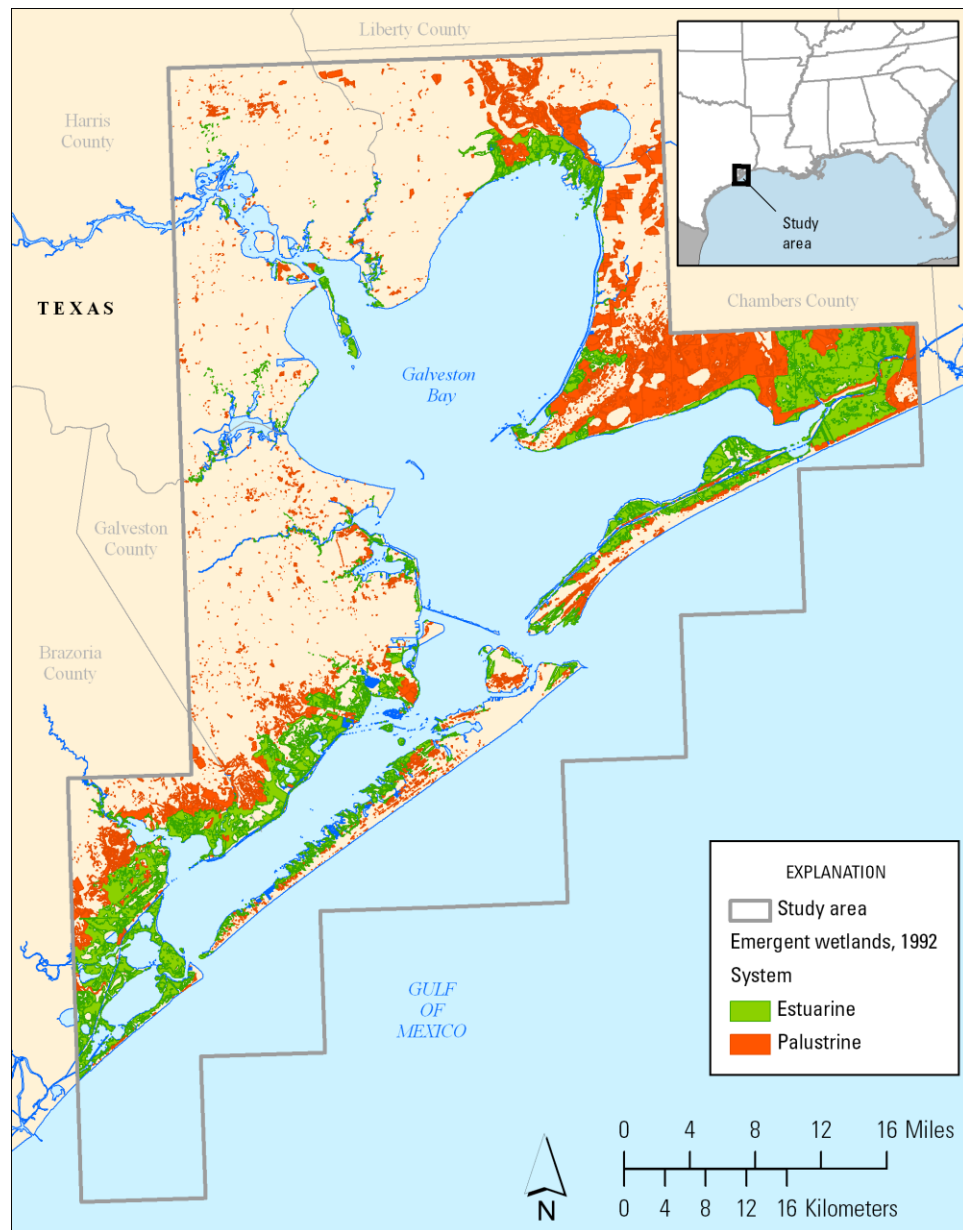 Liberty County
Harris
County
Study
area
TEXAS
Chambers County
Galveston
Bay
Galveston
County
Brazoria
County
GULF
OF
MEXICO
EXPLANATION
Study area
Emergent wetlands, 1992
System
Estuarine
Palustrine
0 4 8 12 16 Miles
0 4 8 12 16 Kilometers
N